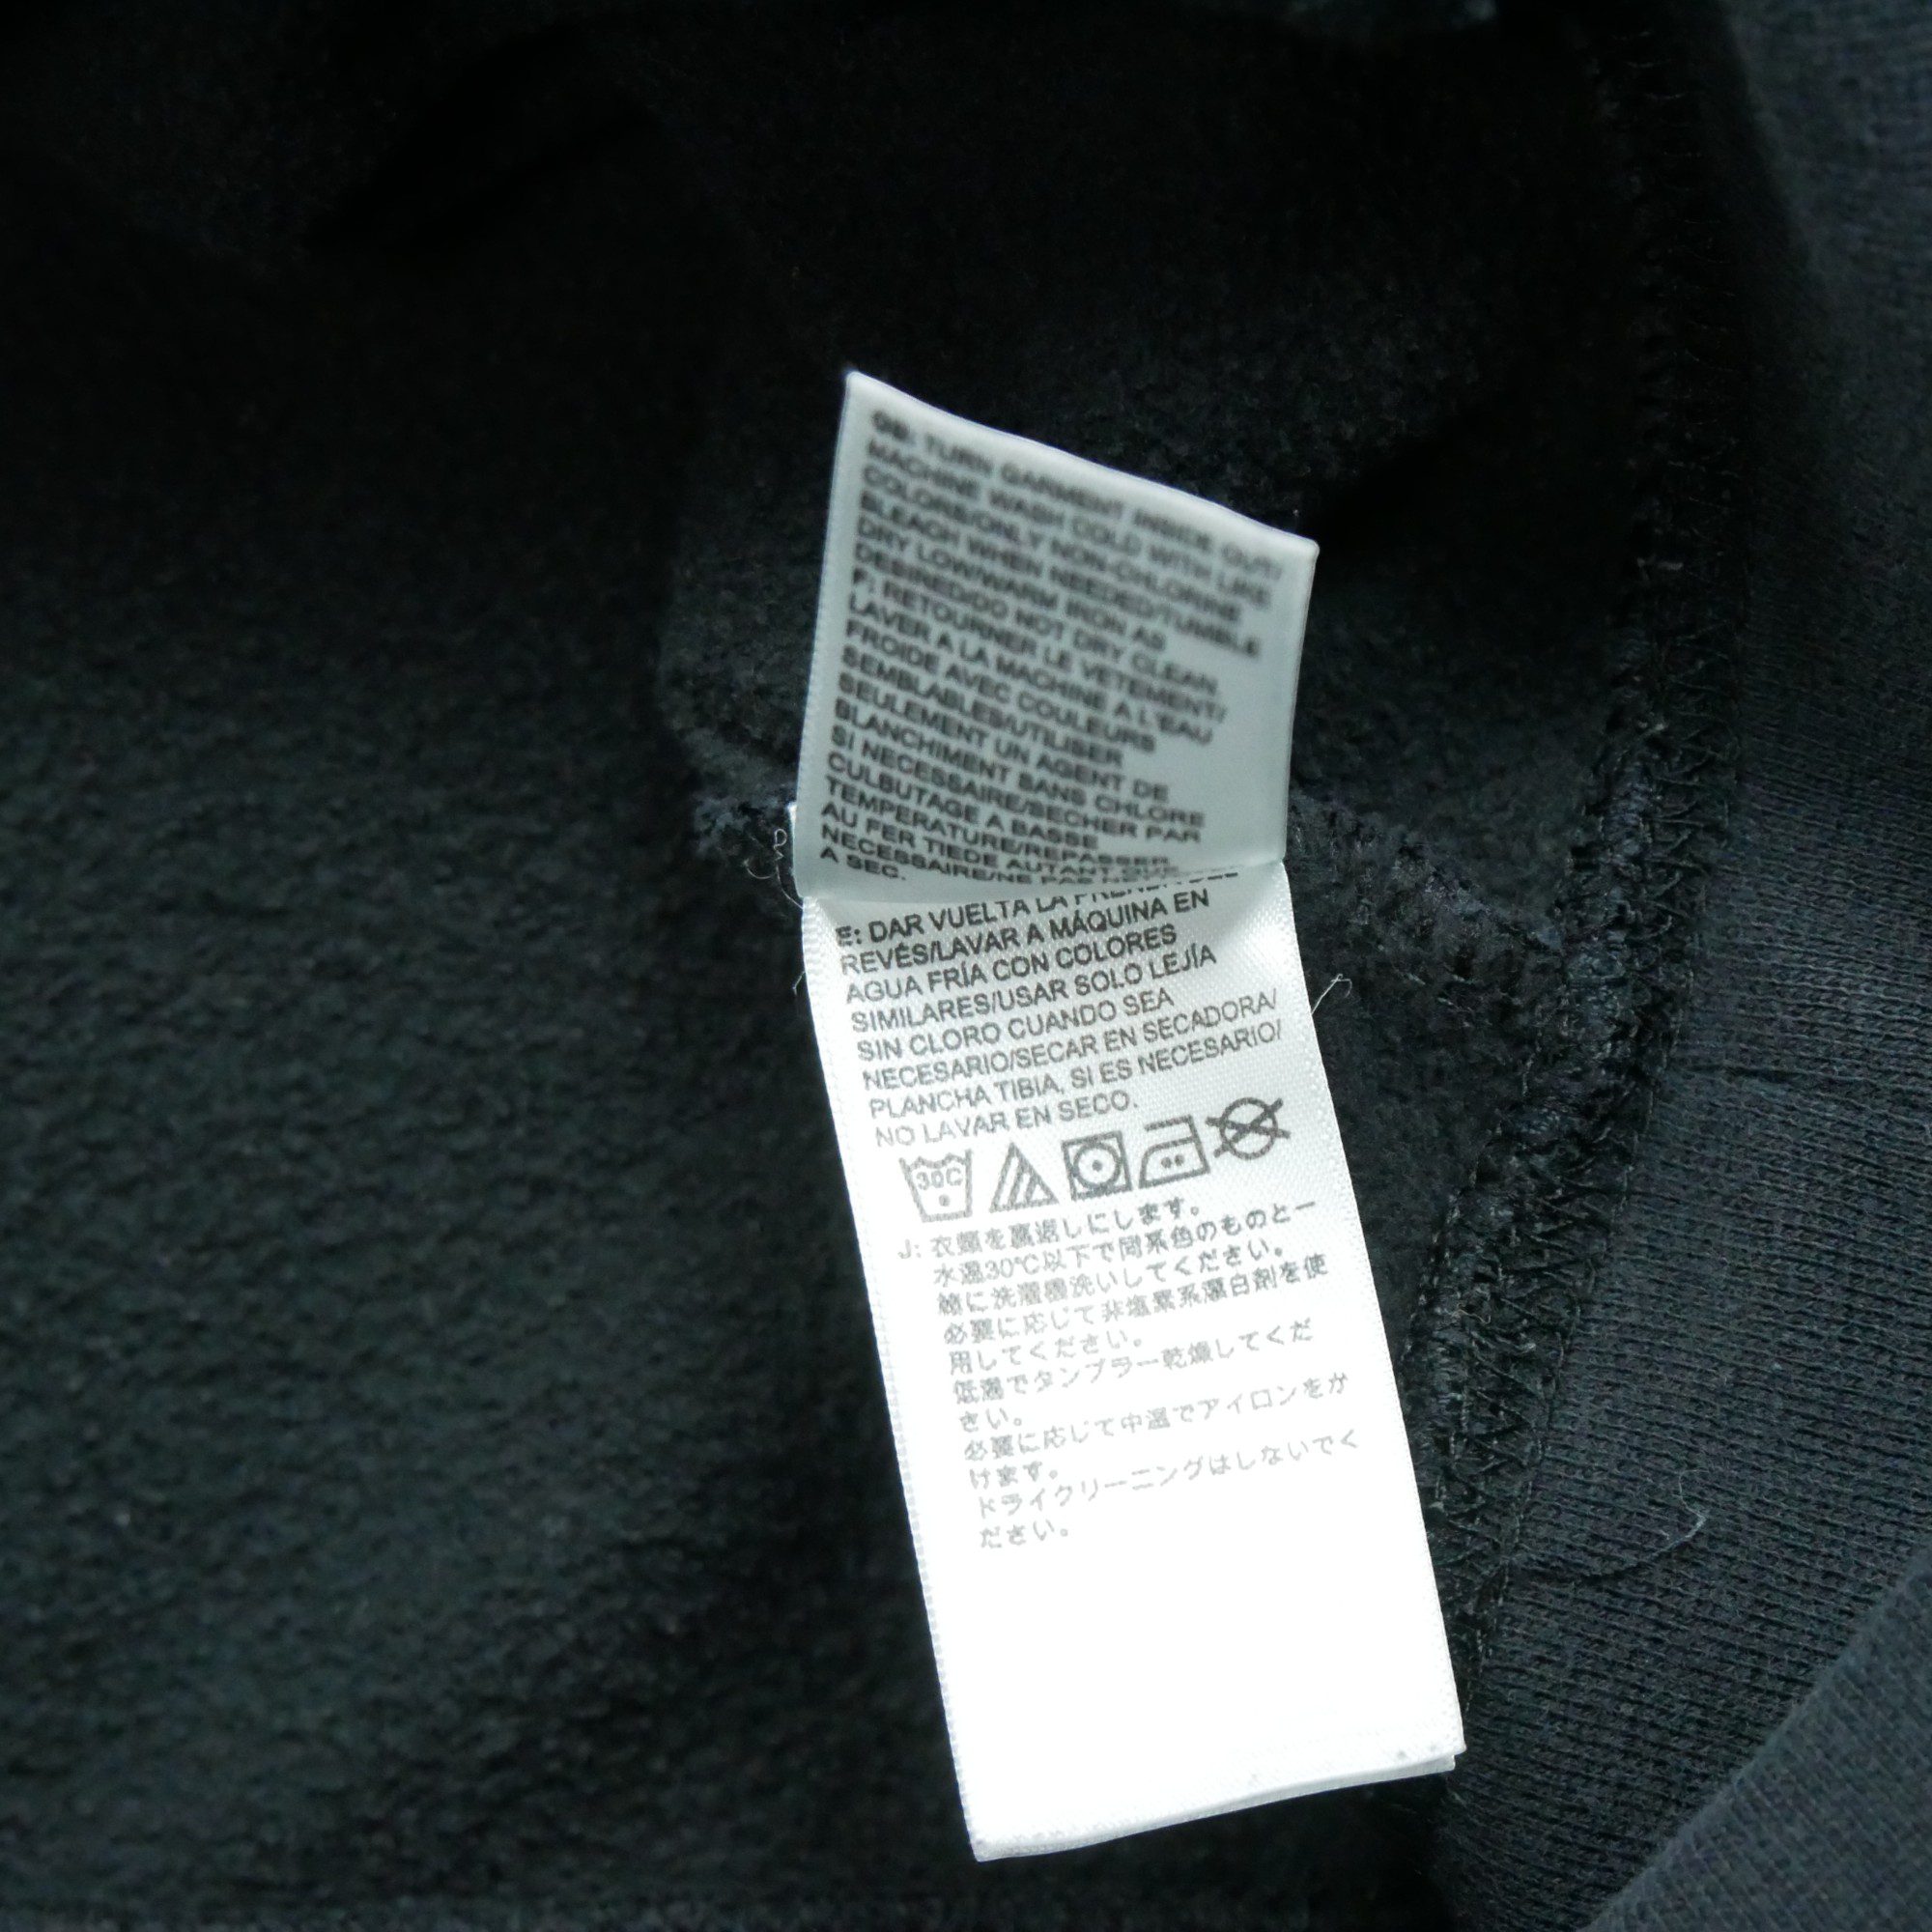 GB: TURN GARMENT INSIDE OUT/
MACHINE WASH COLD WITH LIKE
COLORS/ONLY NON-CHLORINE
BLEACH WHEN NEEDED/TUMBLE
DRY LOW/WARM IRON AS
DESIRED/DO NOT DRY CLEAN.
F: RETOURNER LE VETEMENT/
LAVER A LA MACHINE A L'EAU
FROIDE AVEC COULEURS
SEMBLABLES/UTILISER
SEULEMENT UN AGENT DE
BLANCHIMENT SANS CHLORE
SI NECESSAIRE/SECHER PAR
CULBUTAGE A BASSE
TEMPERATURE/REPASSER
AU FER TIEDE AUTANT QUE
NECESSAIRE/NE PAS
A SEC.
E: DAR VUELTA LA PRENDA DEL
REVÉS/LAVAR A MÁQUINA EN
AGUA FRÍA CON COLORES
SIMILARES/USAR SOLO LEJÍA
SIN CLORO CUANDO SEA
NECESARIO/SECAR EN SECADORA/
PLANCHA TIBIA, SI ES NECESARIO/
NO LAVAR EN SECO.
30C
J: 衣類を裏返しにします。
水温30℃以下で同系色のものと一
緒に洗濯機洗いしてください。
必要に応じて非塩素系漂白剤を使
用してください。
低温でタンブラー乾燥してくだ
さい。
必要に応じて中温でアイロンをか
けます。
ドライクリーニングはしないでく
ださい。